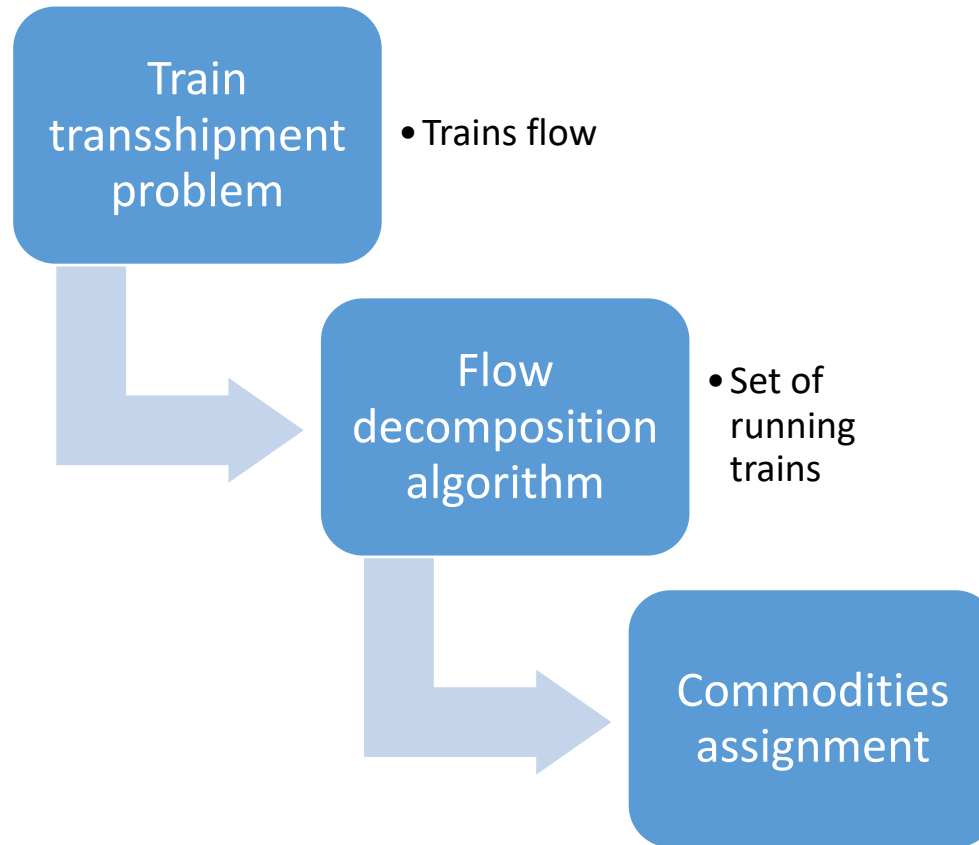 Train
transshipment
problem
• Trains flow
Flow
decomposition
algorithm
• Set of
running
trains
Commodities
assignment